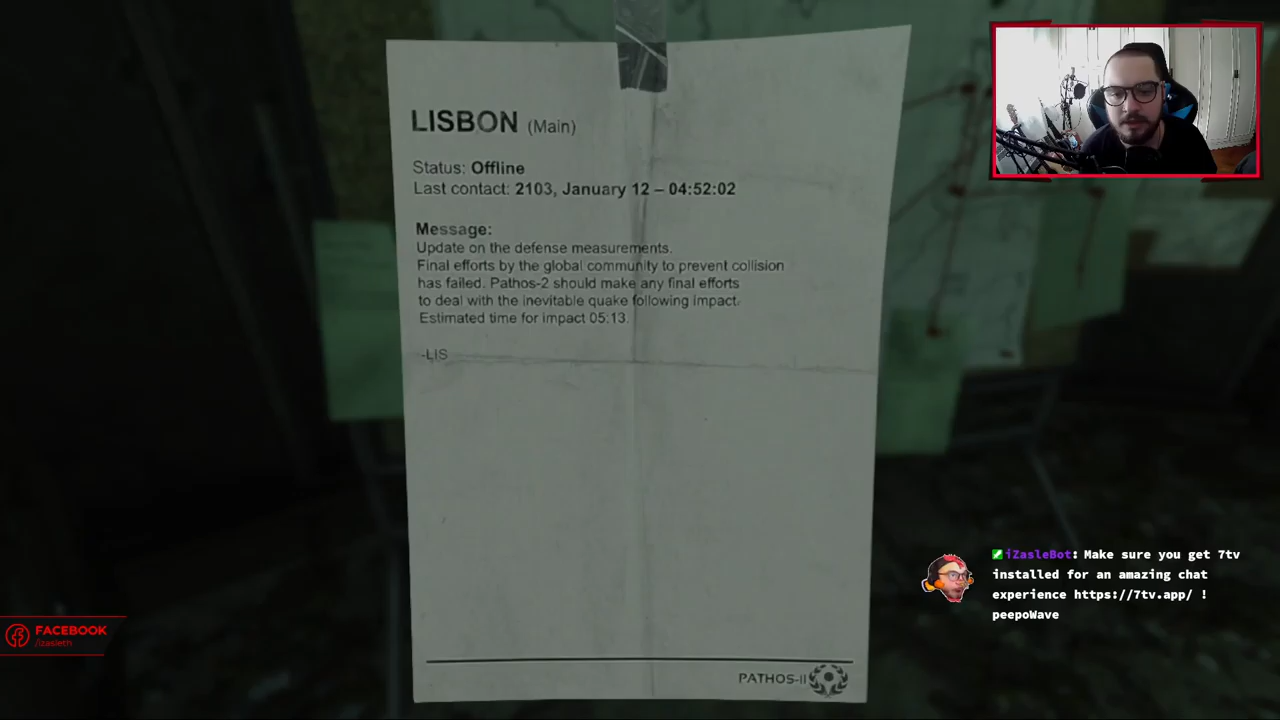 LISBON (Main)
Status: Offline
Last contact: 2103, January 12 – 04:52:02
Message:
Update on the defense measurements.
Final efforts by the global community to prevent collision
has failed. Pathos-2 should make any final efforts
to deal with the inevitable quake following impact.
Estimated time for impact 05:13.
-LIS
PATHOS-II
iZasleBot: Make sure you get 7tv
installed for an amazing chat
experience https://7tv.app/ !
peepoWave
FACEBOOK
/izasleth